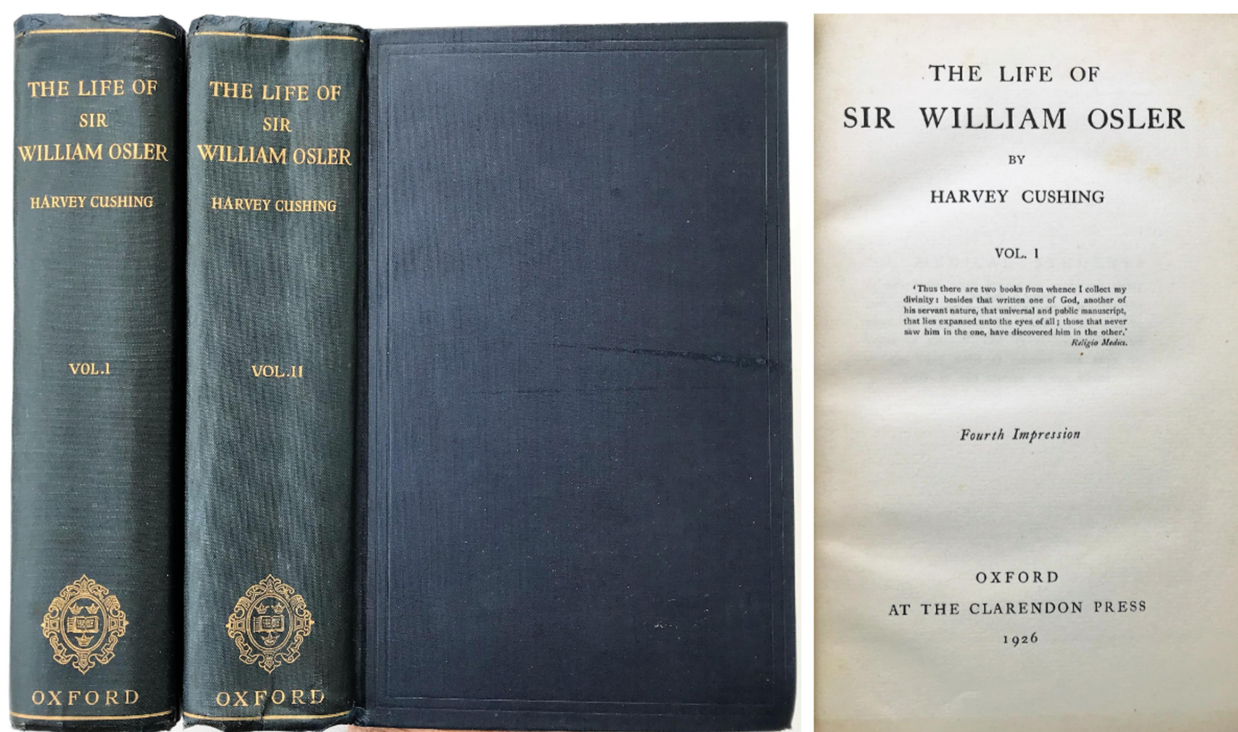 THE LIFE OF
SIR
WILLIAM OSLER
HARVEY CUSHING
VOL.I
OXFORD
THE LIFE OF
SIR
WILLIAM OSLER
HARVEY CUSHING
VOL.II
OXFORD
THE LIFE OF
SIR WILLIAM OSLER
BY
HARVEY CUSHING
VOL. I
‘Thus there are two books from whence I collect my
divinity: besides that written one of God, another of
his servant nature, that universal and public manuscript,
that lies expansed unto the eyes of all; those that never
saw him in the one, have discovered him in the other.’
Religio Medici.
Fourth Impression
OXFORD
AT THE CLARENDON PRESS
1926